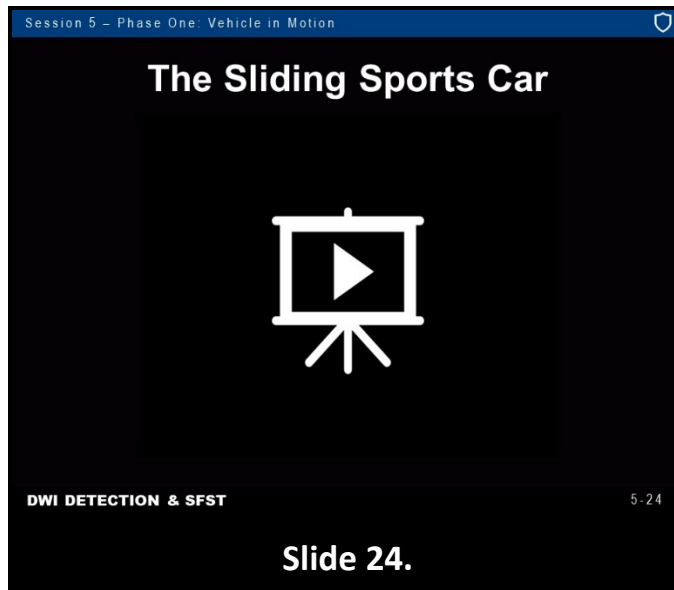 Session 5 – Phase One: Vehicle in Motion
The Sliding Sports Car
DWI DETECTION & SFST
5-24
Slide 24.